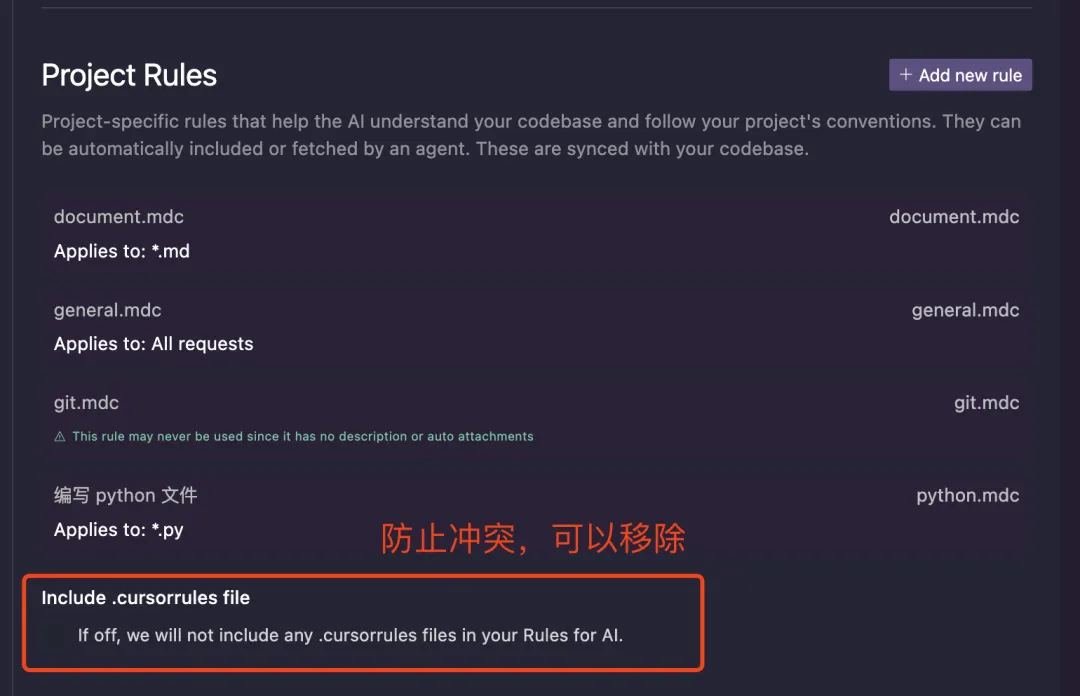 Project Rules
+ Add new rule
Project-specific rules that help the AI understand your codebase and follow your project's conventions. They can
be automatically included or fetched by an agent. These are synced with your codebase.
document.mdc
document.mdc
Applies to: *.md
general.mdc
general.mdc
Applies to: All requests
git.mdc
git.mdc
⚠ This rule may never be used since it has no description or auto attachments
编写 python 文件
python.mdc
Applies to: *.py
防止冲突，可以移除
Include .cursorrules file
If off, we will not include any .cursorrules files in your Rules for AI.